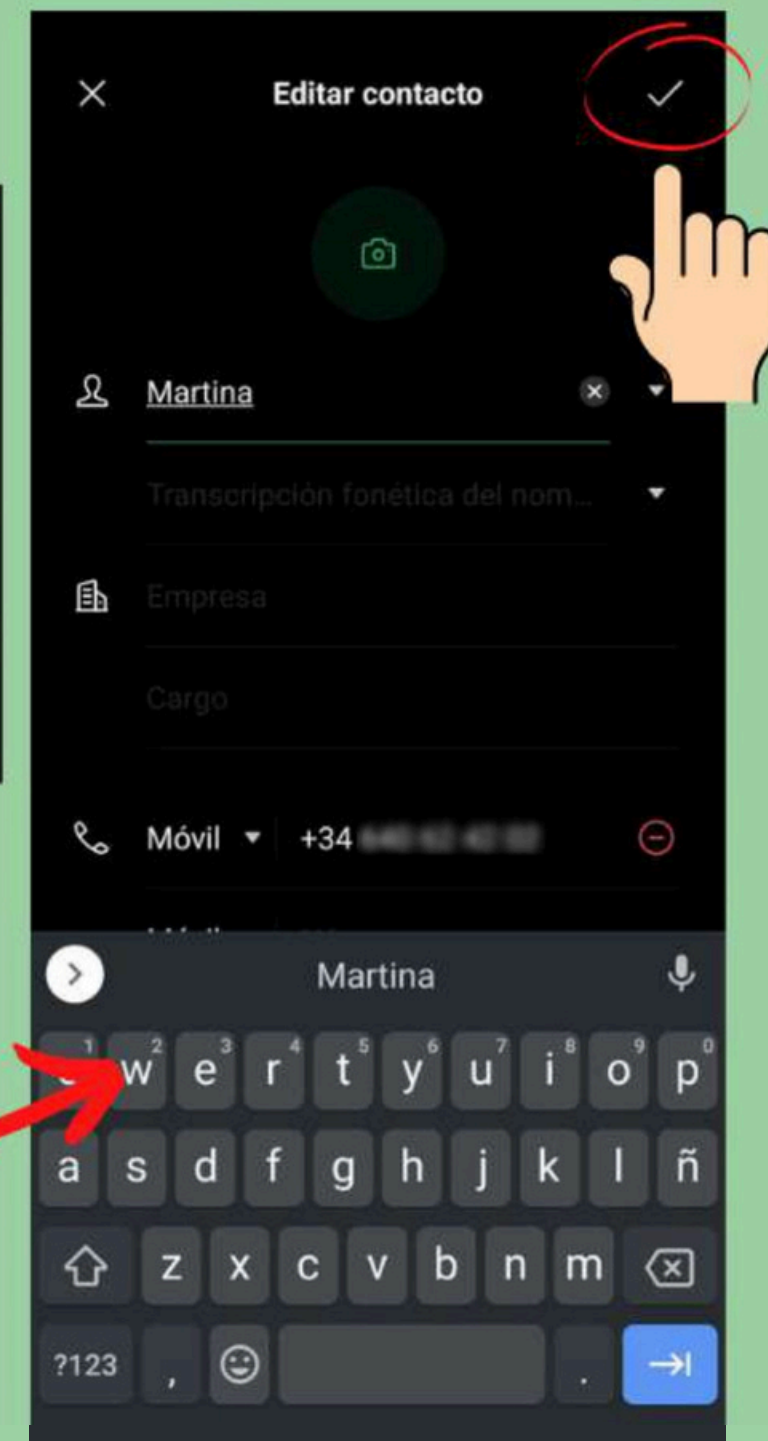 Editar contacto
Martina
Transcripción fonética del nom...
Empresa
Cargo
Móvil +34
Martina
1 2 3 4 5 6 7 8 9 0
w e r t y u i o p
a s d f g h j k l ñ
z x c v b n m
?123 , .